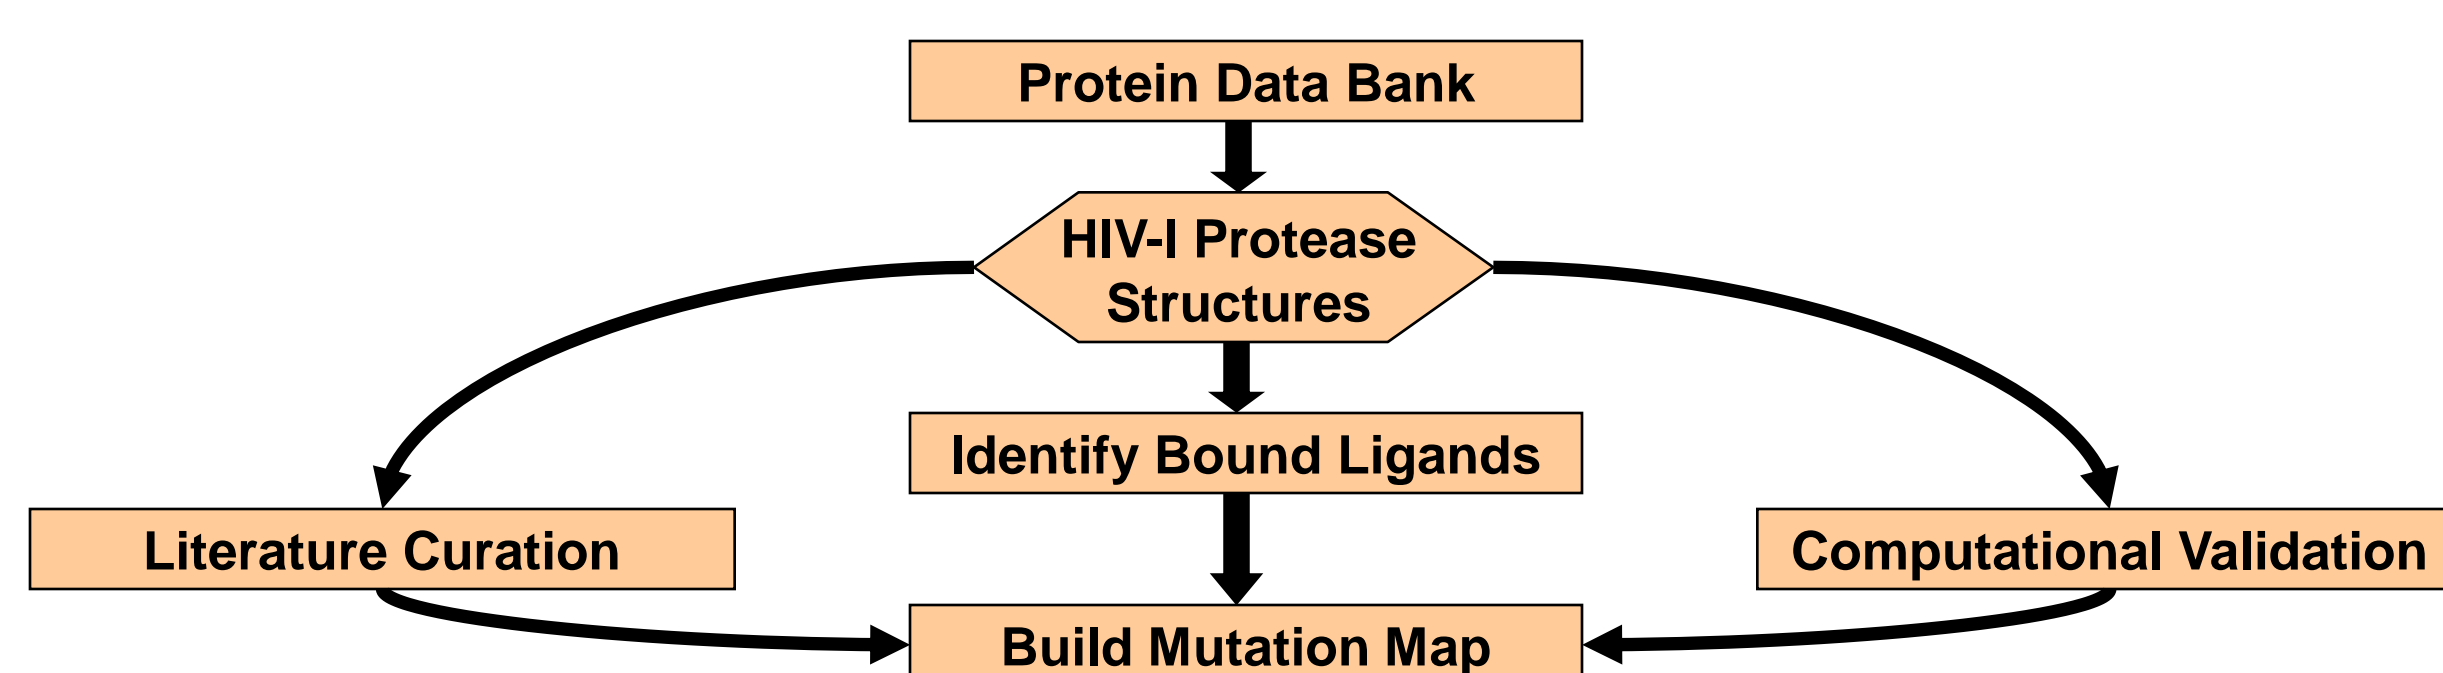 Protein Data Bank
HIV-I Protease
Structures
Identify Bound Ligands
Literature Curation
Computational Validation
Build Mutation Map